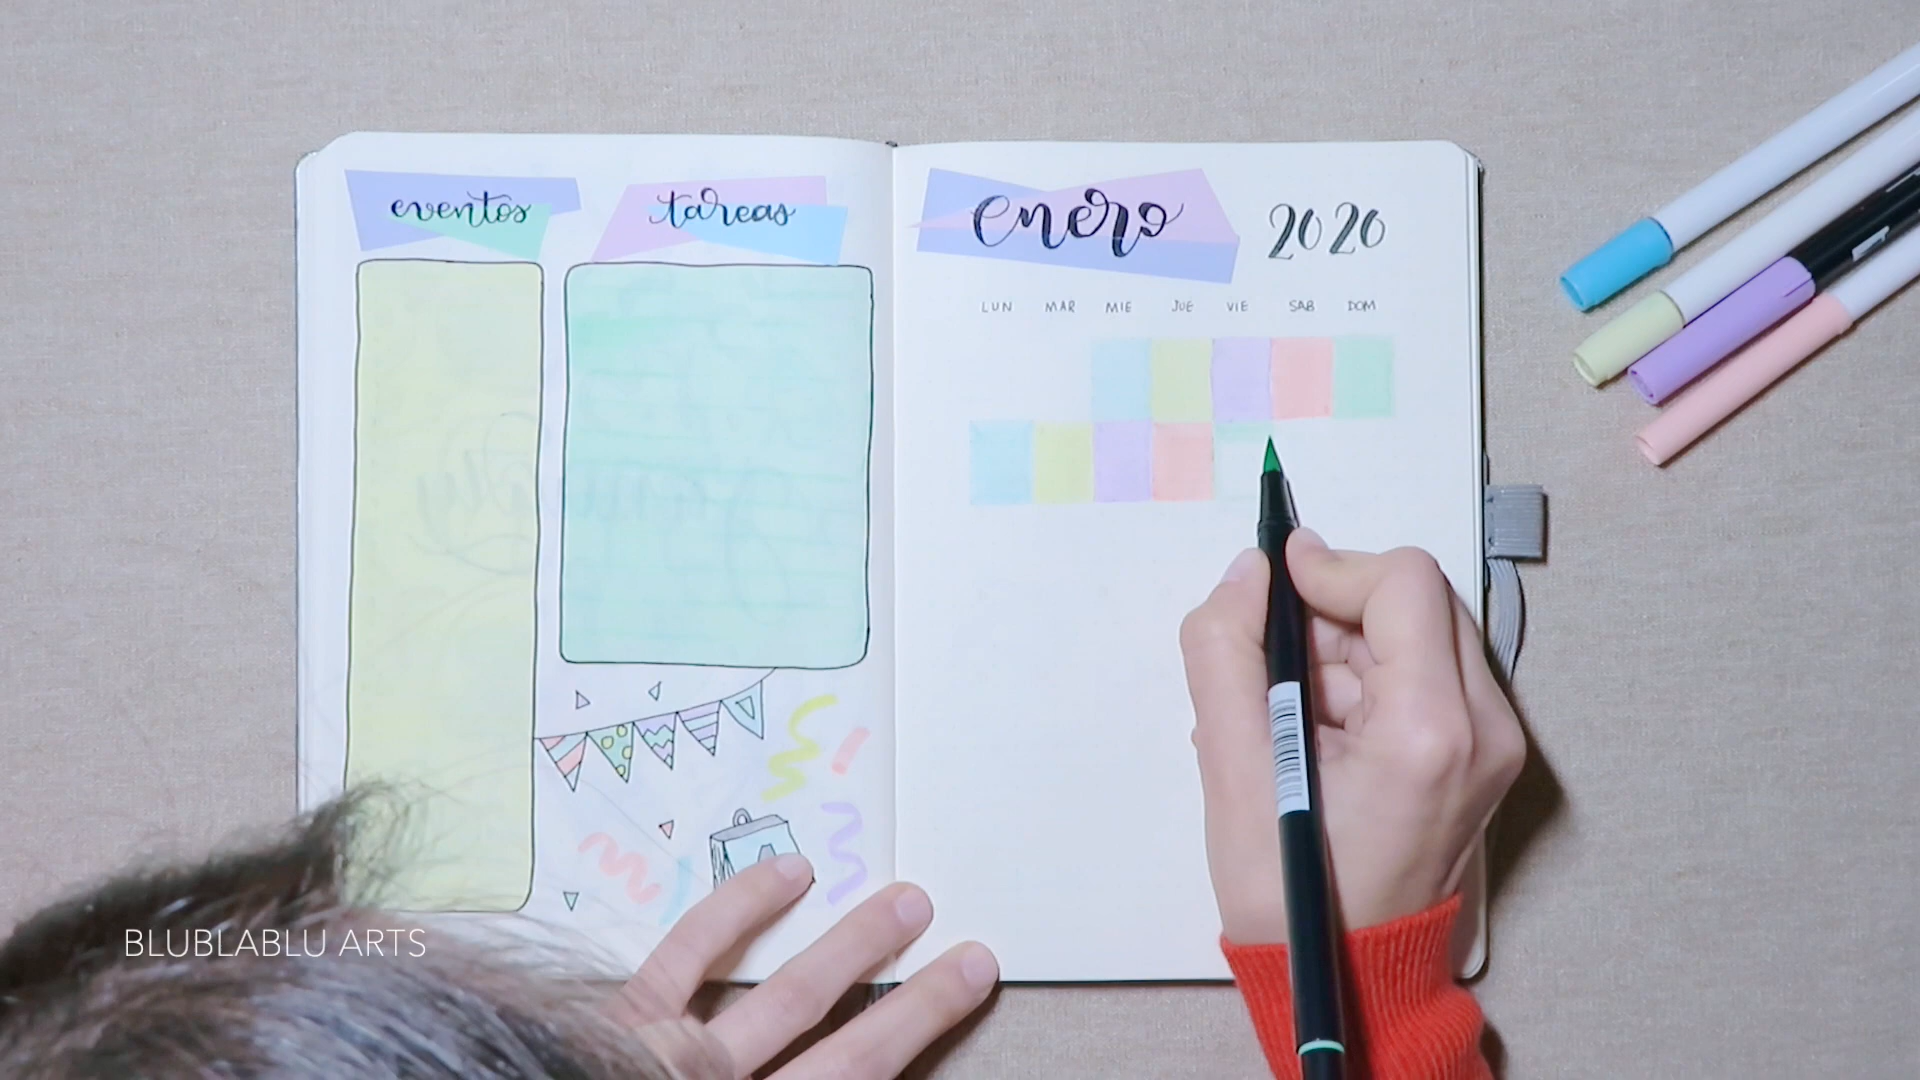 eventos
tareas
enero 2020
LUN MAR MIE JUE VIE SAB DOM
BLUBLABLU ARTS